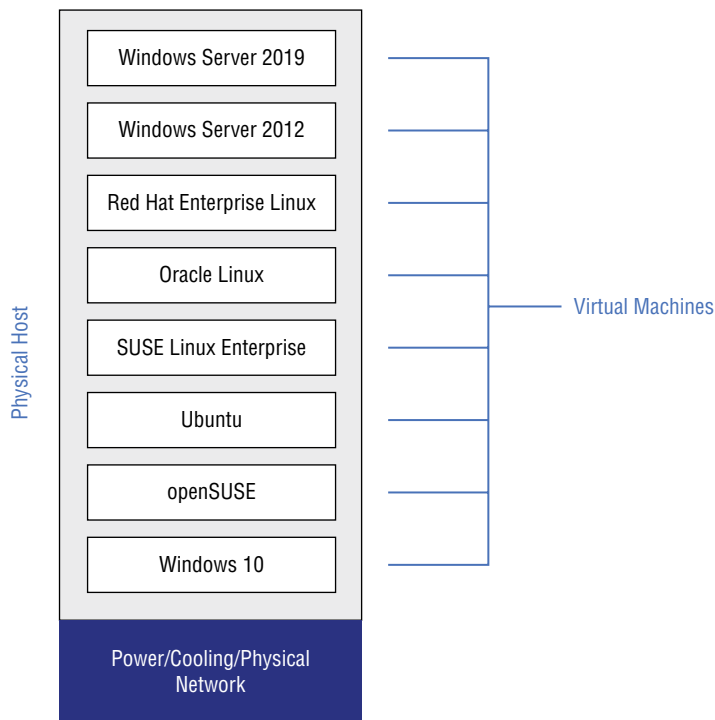 Windows Server 2019
Windows Server 2012
Red Hat Enterprise Linux
Oracle Linux
SUSE Linux Enterprise
Ubuntu
openSUSE
Windows 10
Physical Host
Virtual Machines
Power/Cooling/Physical
Network